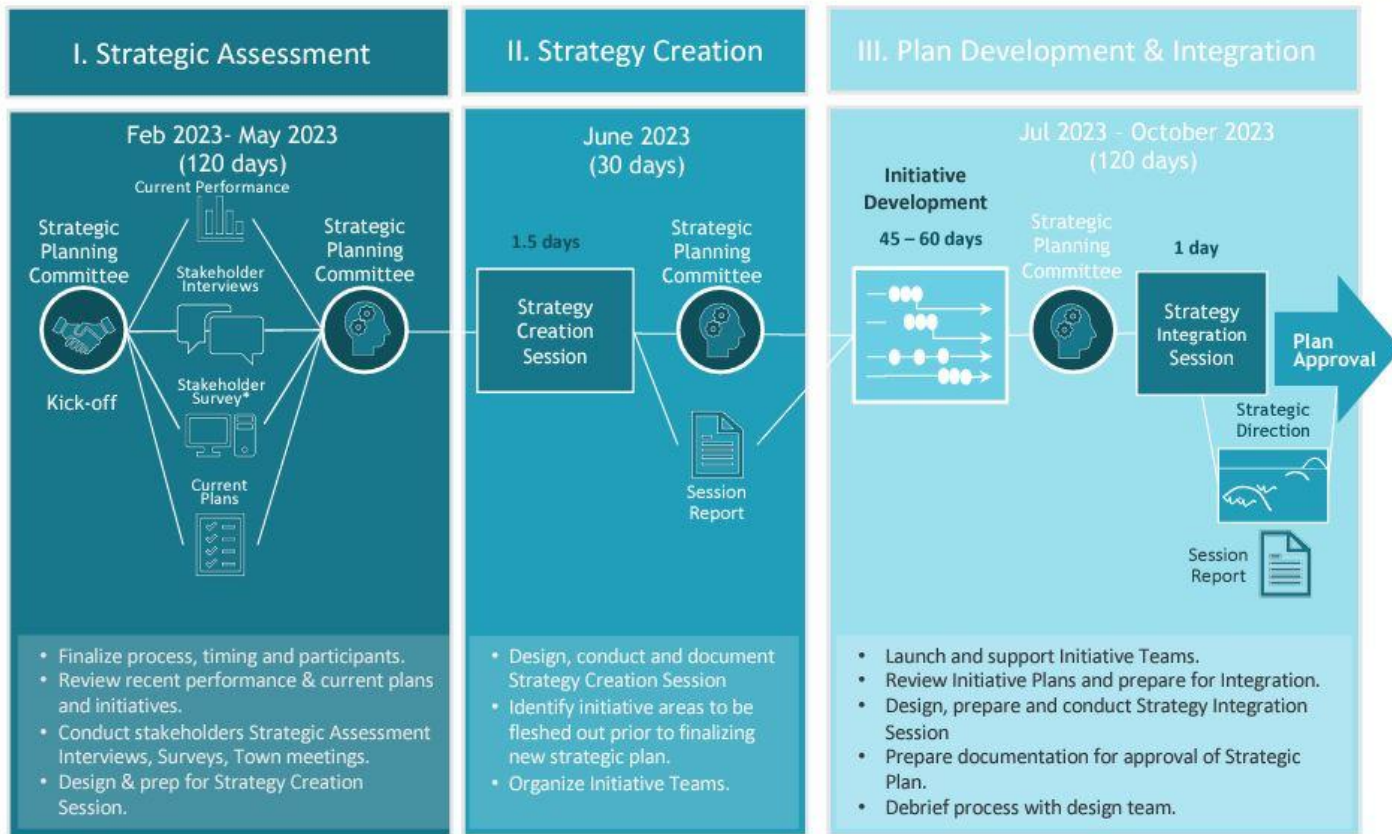 I. Strategic Assessment
Feb 2023- May 2023
(120 days)
Current Performance
Strategic
Planning
Committee
Kick-off
Stakeholder
Interviews
Stakeholder
Survey*
Current
Plans
Strategic
Planning
Committee
• Finalize process, timing and participants.
• Review recent performance & current plans
and initiatives.
• Conduct stakeholders Strategic Assessment
Interviews, Surveys, Town meetings.
• Design & prep for Strategy Creation
Session.
II. Strategy Creation
June 2023
(30 days)
1.5 days
Strategy
Creation
Session
Strategic
Planning
Committee
Session
Report
• Design, conduct and document
Strategy Creation Session
• Identify initiative areas to be
fleshed out prior to finalizing
new strategic plan.
• Organize Initiative Teams.
III. Plan Development & Integration
Jul 2023 - October 2023
(120 days)
Initiative
Development
45 – 60 days
Strategic
Planning
Committee
1 day
Strategy
Integration
Session
Plan
Approval
Strategic
Direction
Session
Report
• Launch and support Initiative Teams.
• Review Initiative Plans and prepare for Integration.
• Design, prepare and conduct Strategy Integration
Session
• Prepare documentation for approval of Strategic
Plan.
• Debrief process with design team.